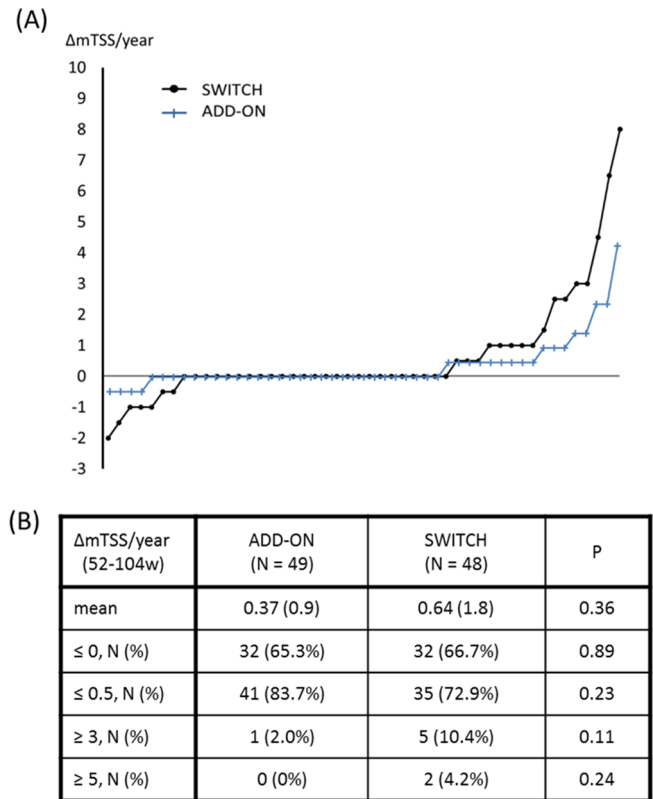 (A)
ΔmTSS/year
10
9
8
7
6
5
4
3
2
1
0
-1
-2
-3
SWITCH
ADD-ON
(B)
ΔmTSS/year (52-104w) ADD-ON (N = 49) SWITCH (N = 48) P
mean 0.37 (0.9) 0.64 (1.8) 0.36
≤ 0, N (%) 32 (65.3%) 32 (66.7%) 0.89
≤ 0.5, N (%) 41 (83.7%) 35 (72.9%) 0.23
≥ 3, N (%) 1 (2.0%) 5 (10.4%) 0.11
≥ 5, N (%) 0 (0%) 2 (4.2%) 0.24